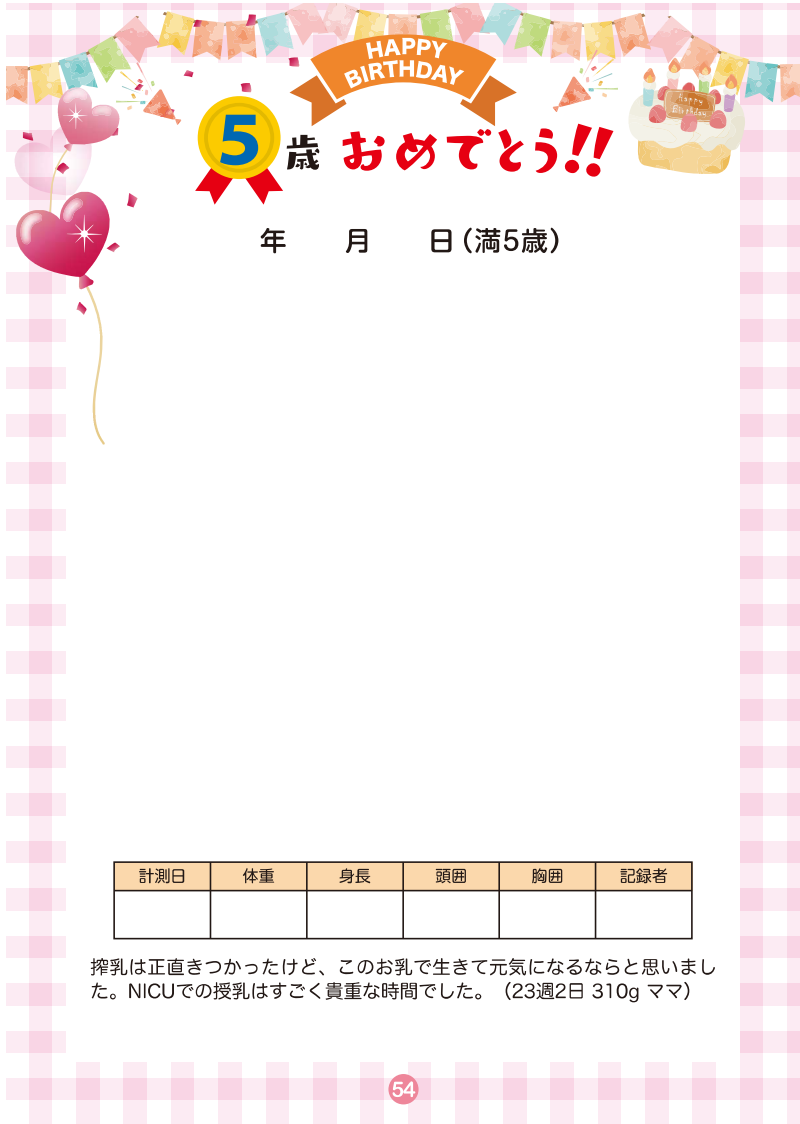 HAPPY
BIRTHDAY
5歳 おめでとう!!
Happy
Birthday
年 月 日(満5歳)
計測日 体重 身長 頭囲 胸囲 記録者
搾乳は正直きつかったけど、このお乳で生きて元気になるならと思いまし
た。NICUでの授乳はすごく貴重な時間でした。(23週2日 310g ママ)
54